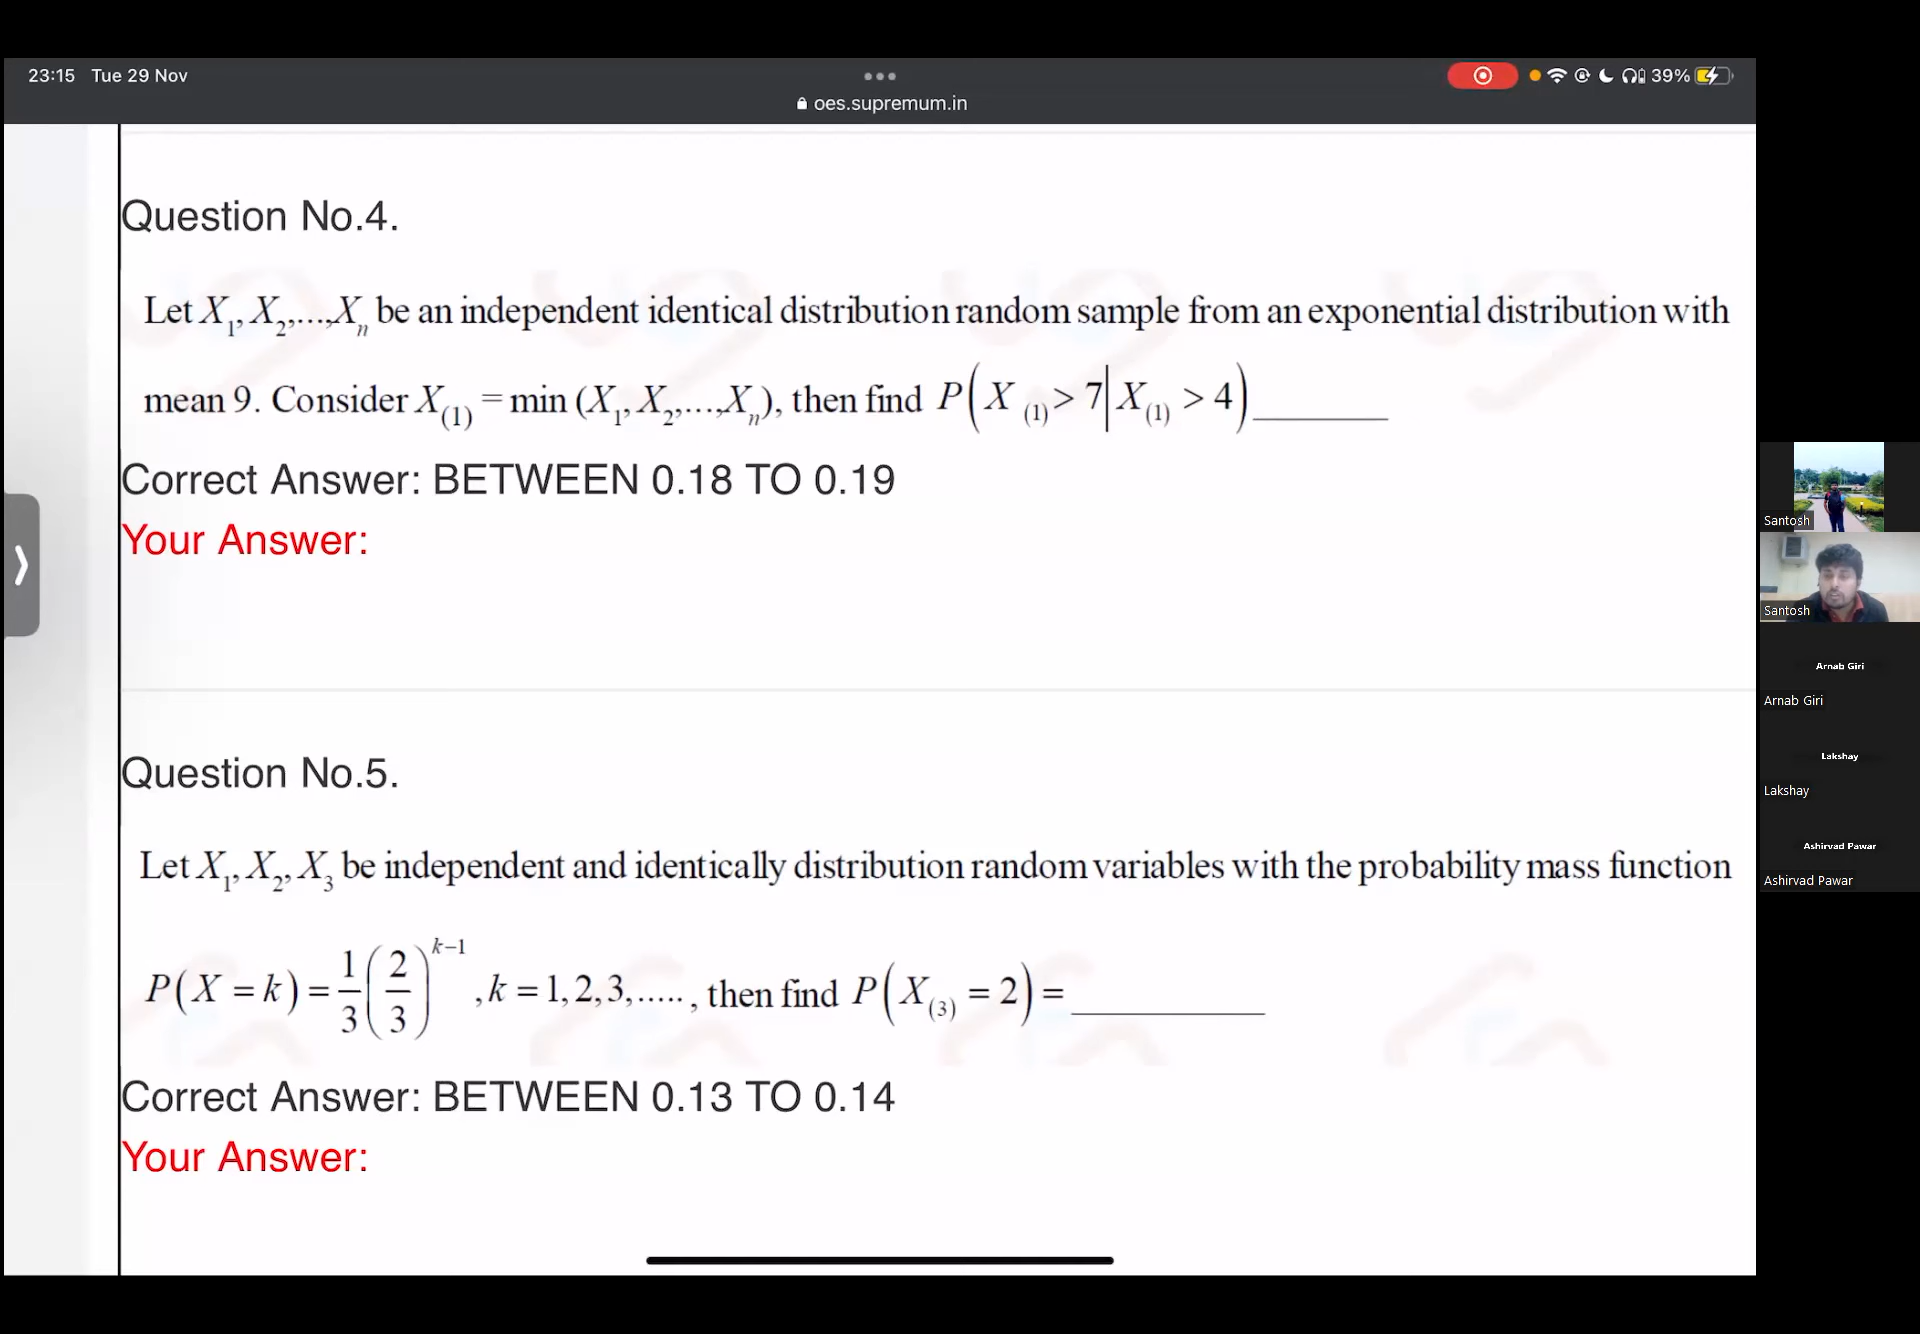 23:15 Tue 29 Nov
39%
oes.supremum.in
Question No.4.
Let X₁, X₂,...,Xₙ be an independent identical distribution random sample from an exponential distribution with
mean 9. Consider X₍₁₎ = min (X₁, X₂,...,Xₙ), then find P(X ₍₁₎> 7|X₍₁₎ > 4)________
Correct Answer: BETWEEN 0.18 TO 0.19
Your Answer:
Question No.5.
Let X₁, X₂, X₃ be independent and identically distribution random variables with the probability mass function
P(X = k) = 1/3 (2/3)^(k−1), k = 1, 2, 3,....., then find P(X₍₃₎ = 2) = ________
Correct Answer: BETWEEN 0.13 TO 0.14
Your Answer:
Santosh
Santosh
Arnab Giri
Arnab Giri
Lakshay
Lakshay
Ashirvad Pawar
Ashirvad Pawar